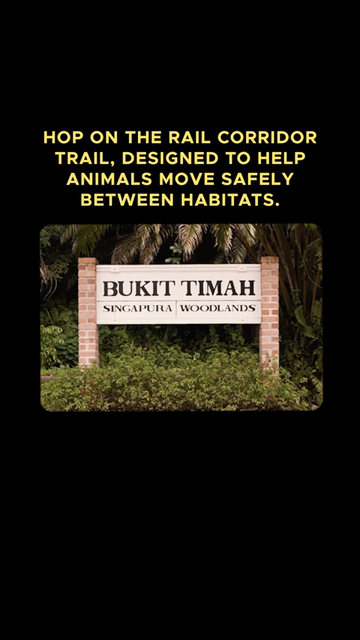 HOP ON THE RAIL CORRIDOR
TRAIL, DESIGNED TO HELP
ANIMALS MOVE SAFELY
BETWEEN HABITATS.
BUKIT TIMAH
SINGAPURA WOODLANDS